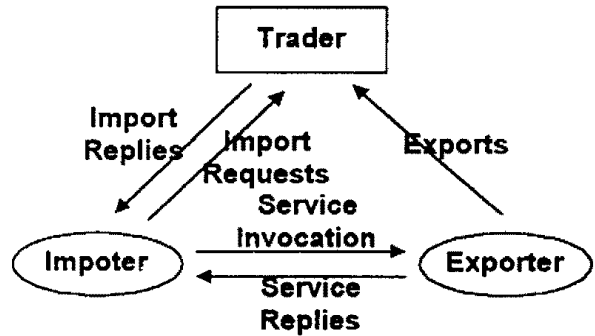 Trader
Import
Replies
Import
Requests
Exports
Service
Invocation
Impoter
Exporter
Service
Replies